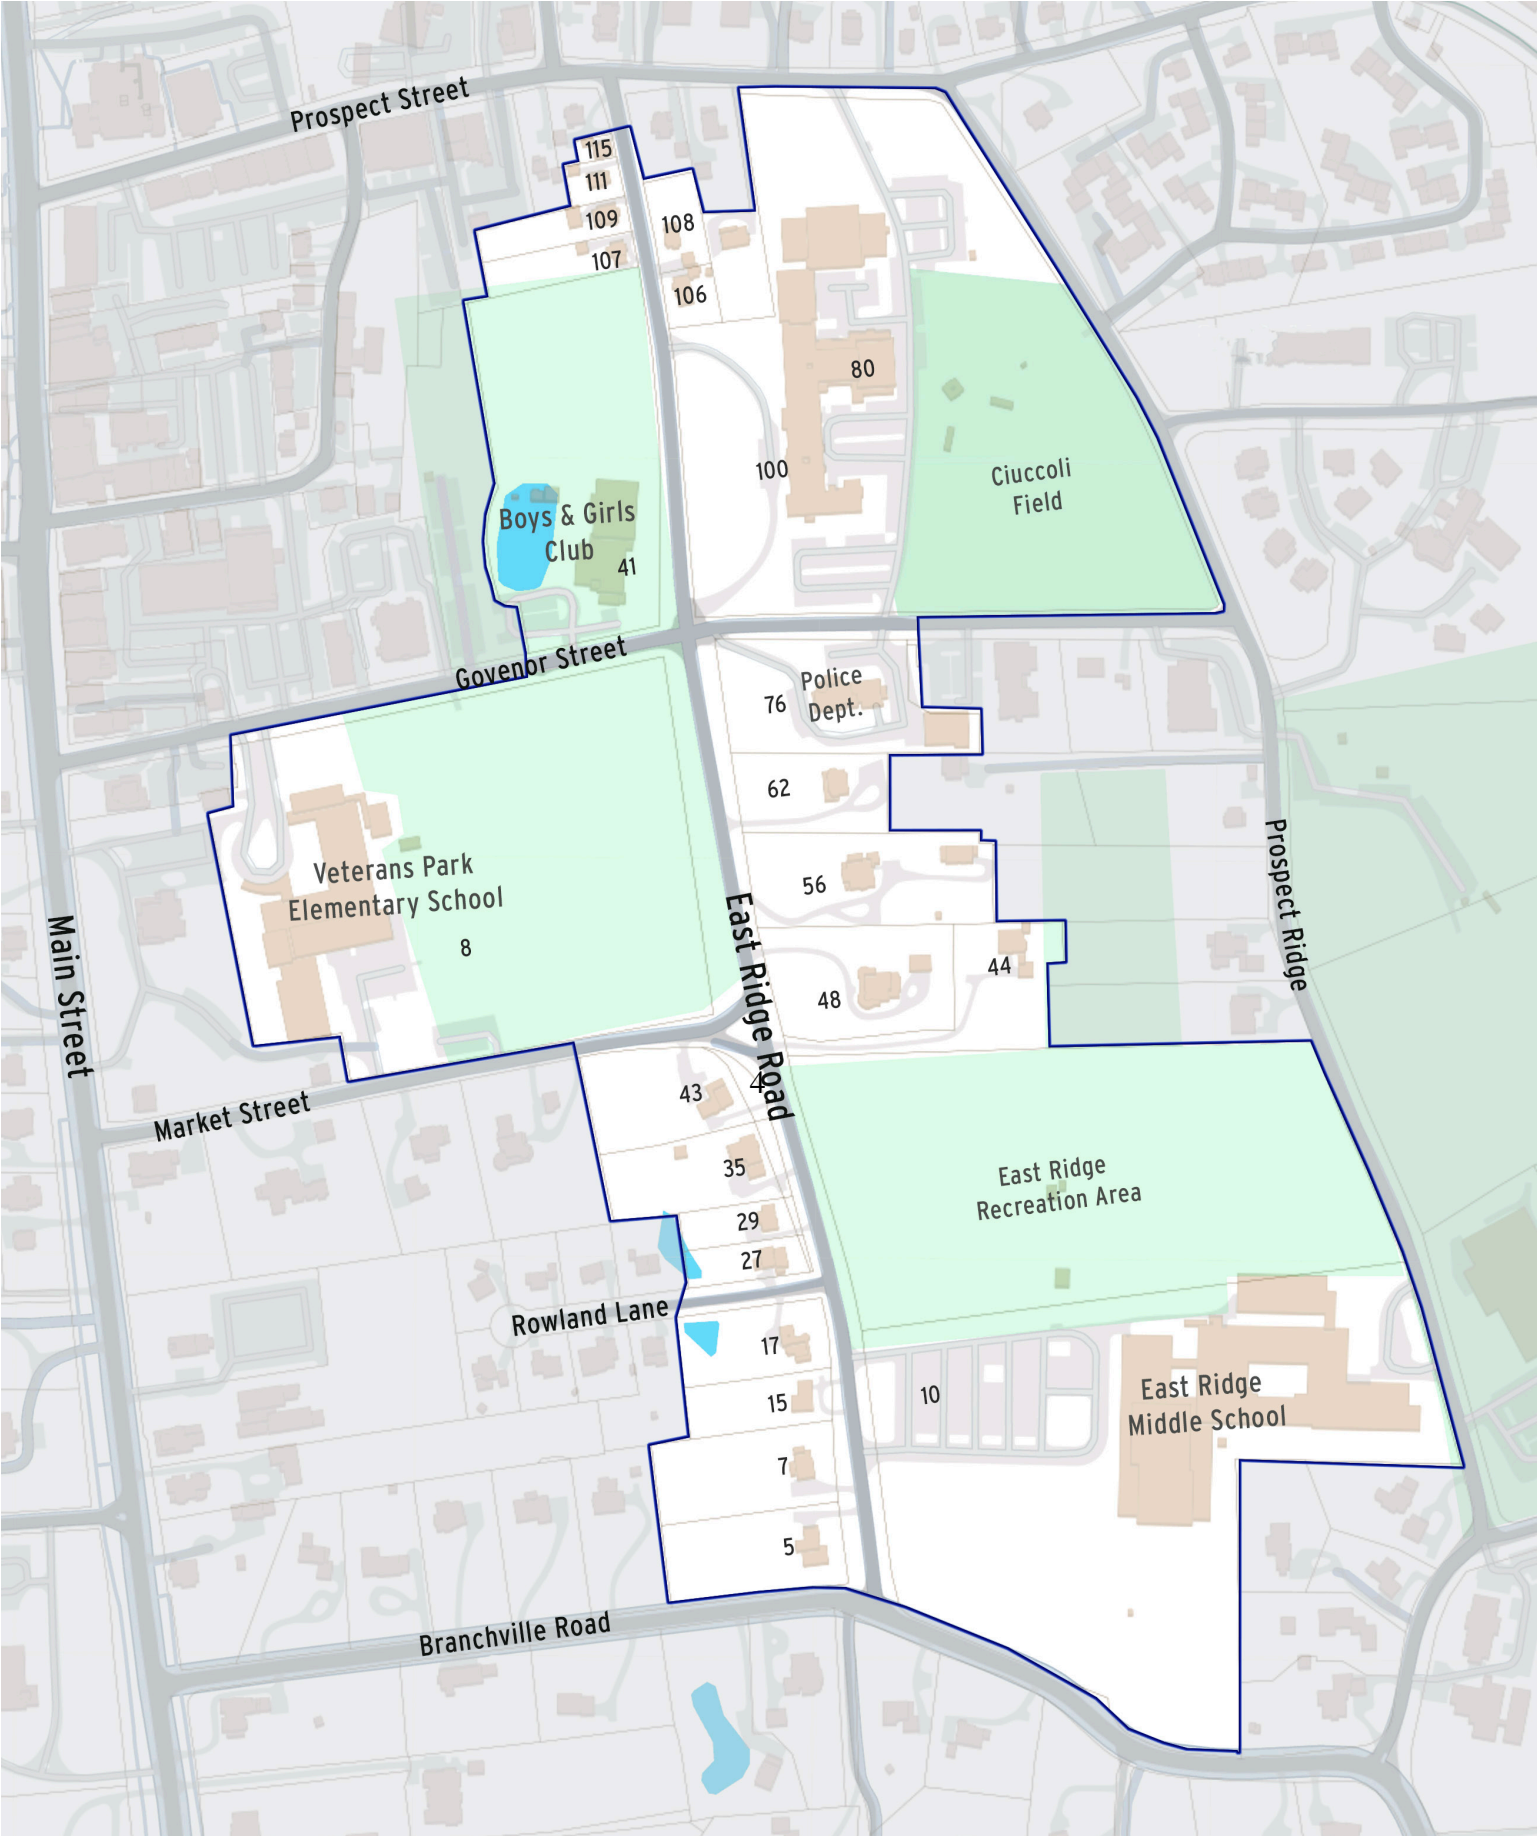 Prospect Street
115
111
109
108
107
106
80
100
Ciuccoli
Field
Boys & Girls
Club
41
Govenor Street
Police
Dept.
76
62
Prospect Ridge
Veterans Park
Elementary School
8
56
East Ridge Road
Main Street
44
48
4
43
Market Street
35
East Ridge
Recreation Area
29
27
Rowland Lane
17
15
10
East Ridge
Middle School
7
5
Branchville Road